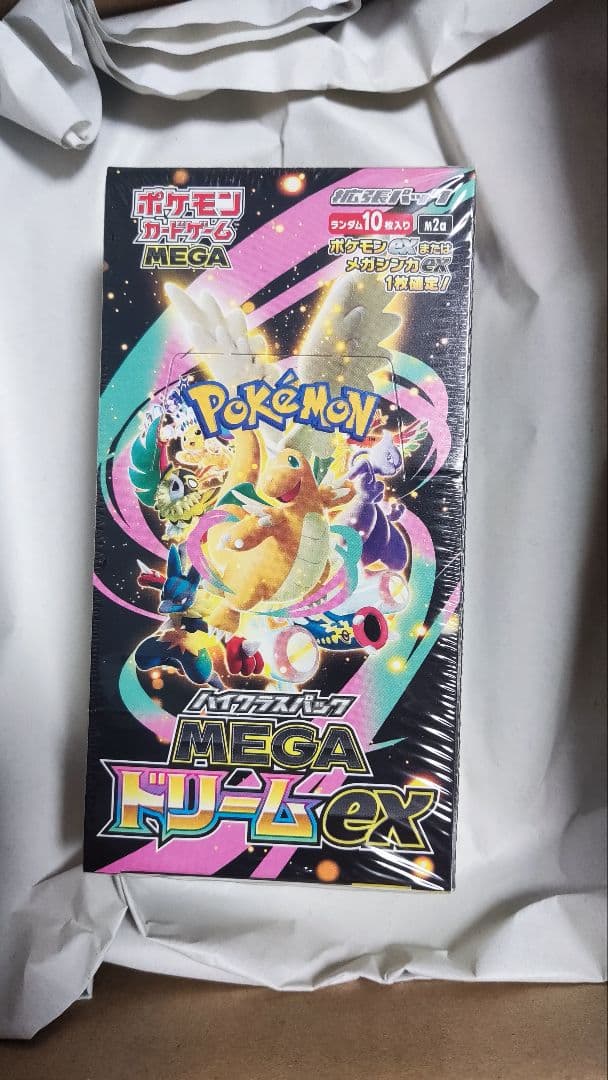 ポケモン
カードゲーム
MEGA
拡張パック
ランダム10枚入り
M2a
ポケモンexまたは
メガシンカex
1枚確定!
POKéMON
TM
ハイクラスパック
MEGA
ドリームex